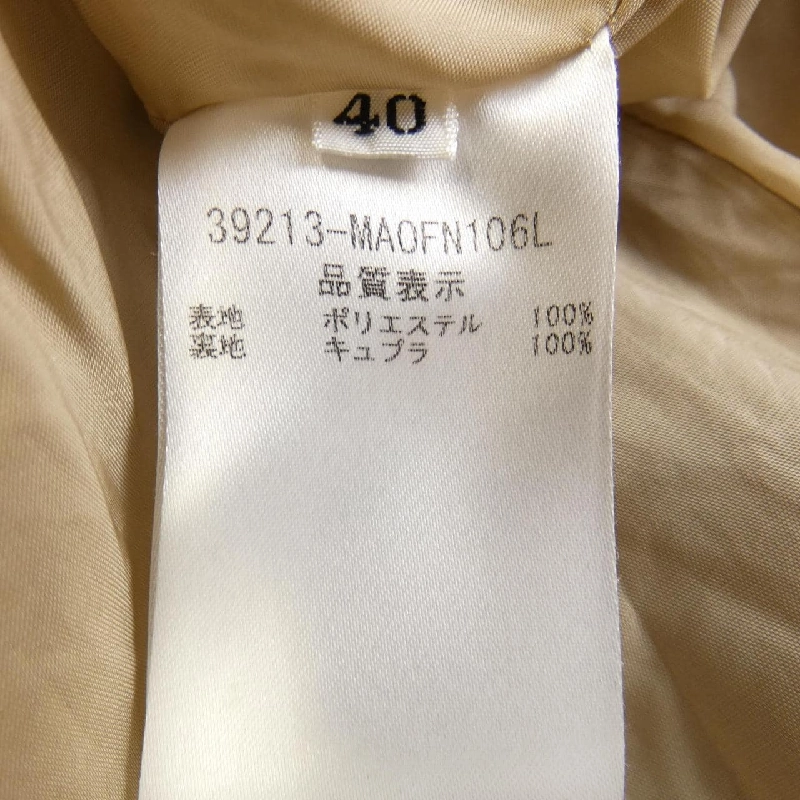 40
39213-MAOFN106L
品質表示
表地 ポリエステル 100%
裏地 キュプラ 100%